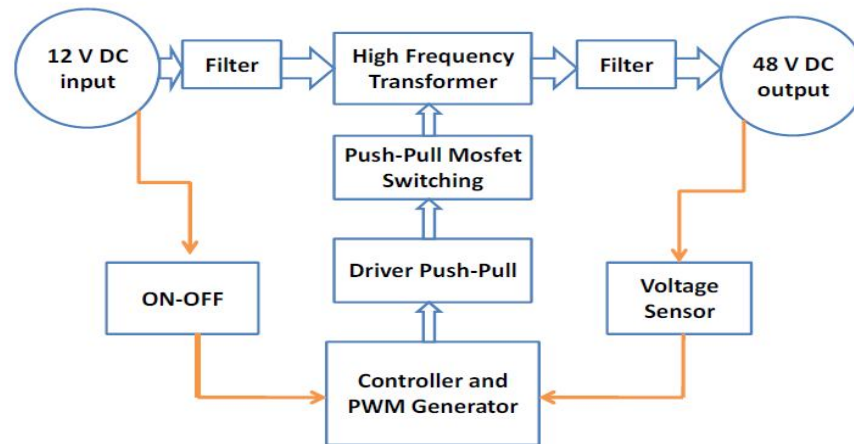 12 V DC
input
Filter
High Frequency
Transformer
Filter
48 V DC
output
Push-Pull Mosfet
Switching
Driver Push-Pull
ON-OFF
Voltage
Sensor
Controller and
PWM Generator